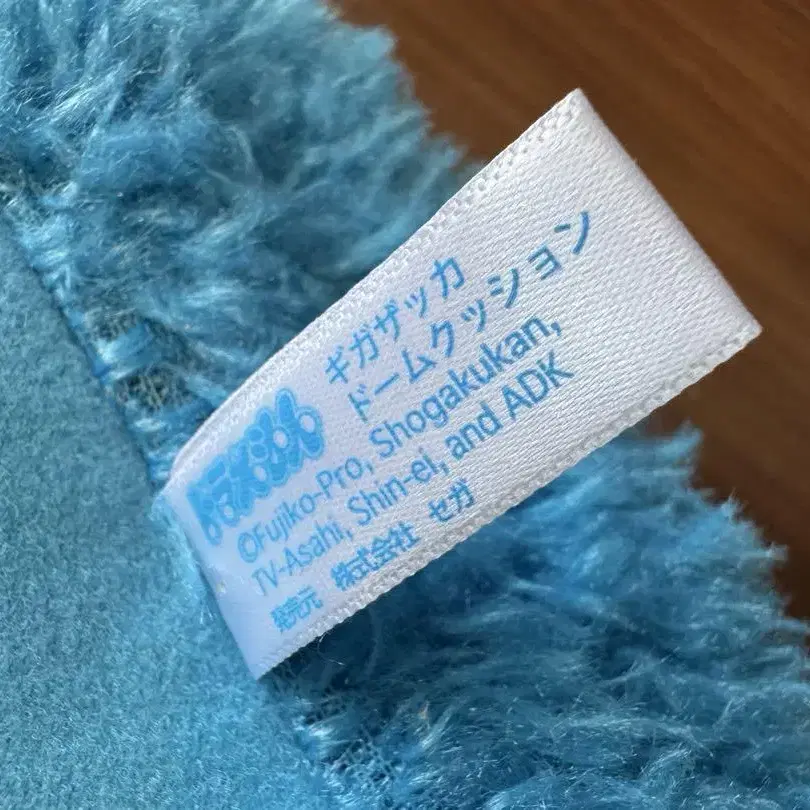 ドラえもん
ギガザッカ
ドームクッション
©Fujiko-Pro, Shogakukan,
TV-Asahi, Shin-ei, and ADK
発売元 株式会社 セガ